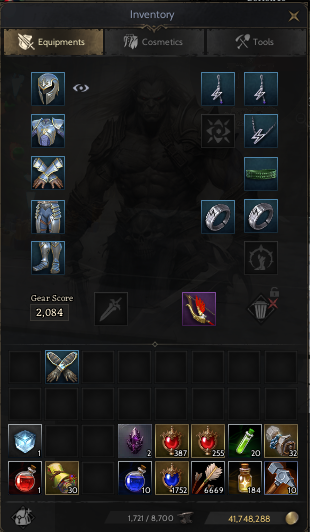 Inventory
Equipments Cosmetics Tools
Gear Score
2,084
1 2 387 255 20 32
1 30 10 1752 6669 184 10
1,721 / 8,700 41,748,288